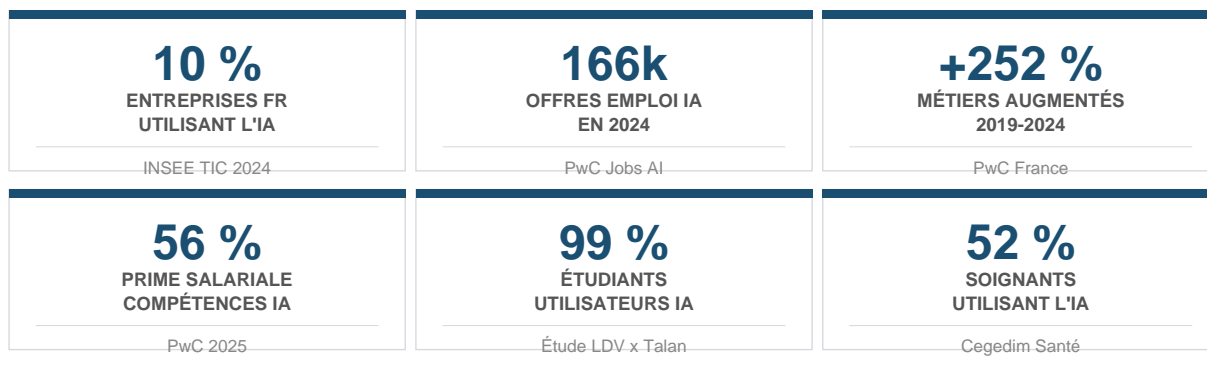 10 %
ENTREPRISES FR
UTILISANT L'IA
INSEE TIC 2024
166k
OFFRES EMPLOI IA
EN 2024
PwC Jobs AI
+252 %
MÉTIERS AUGMENTÉS
2019-2024
PwC France
56 %
PRIME SALARIALE
COMPÉTENCES IA
PwC 2025
99 %
ÉTUDIANTS
UTILISATEURS IA
Étude LDV x Talan
52 %
SOIGNANTS
UTILISANT L'IA
Cegedim Santé